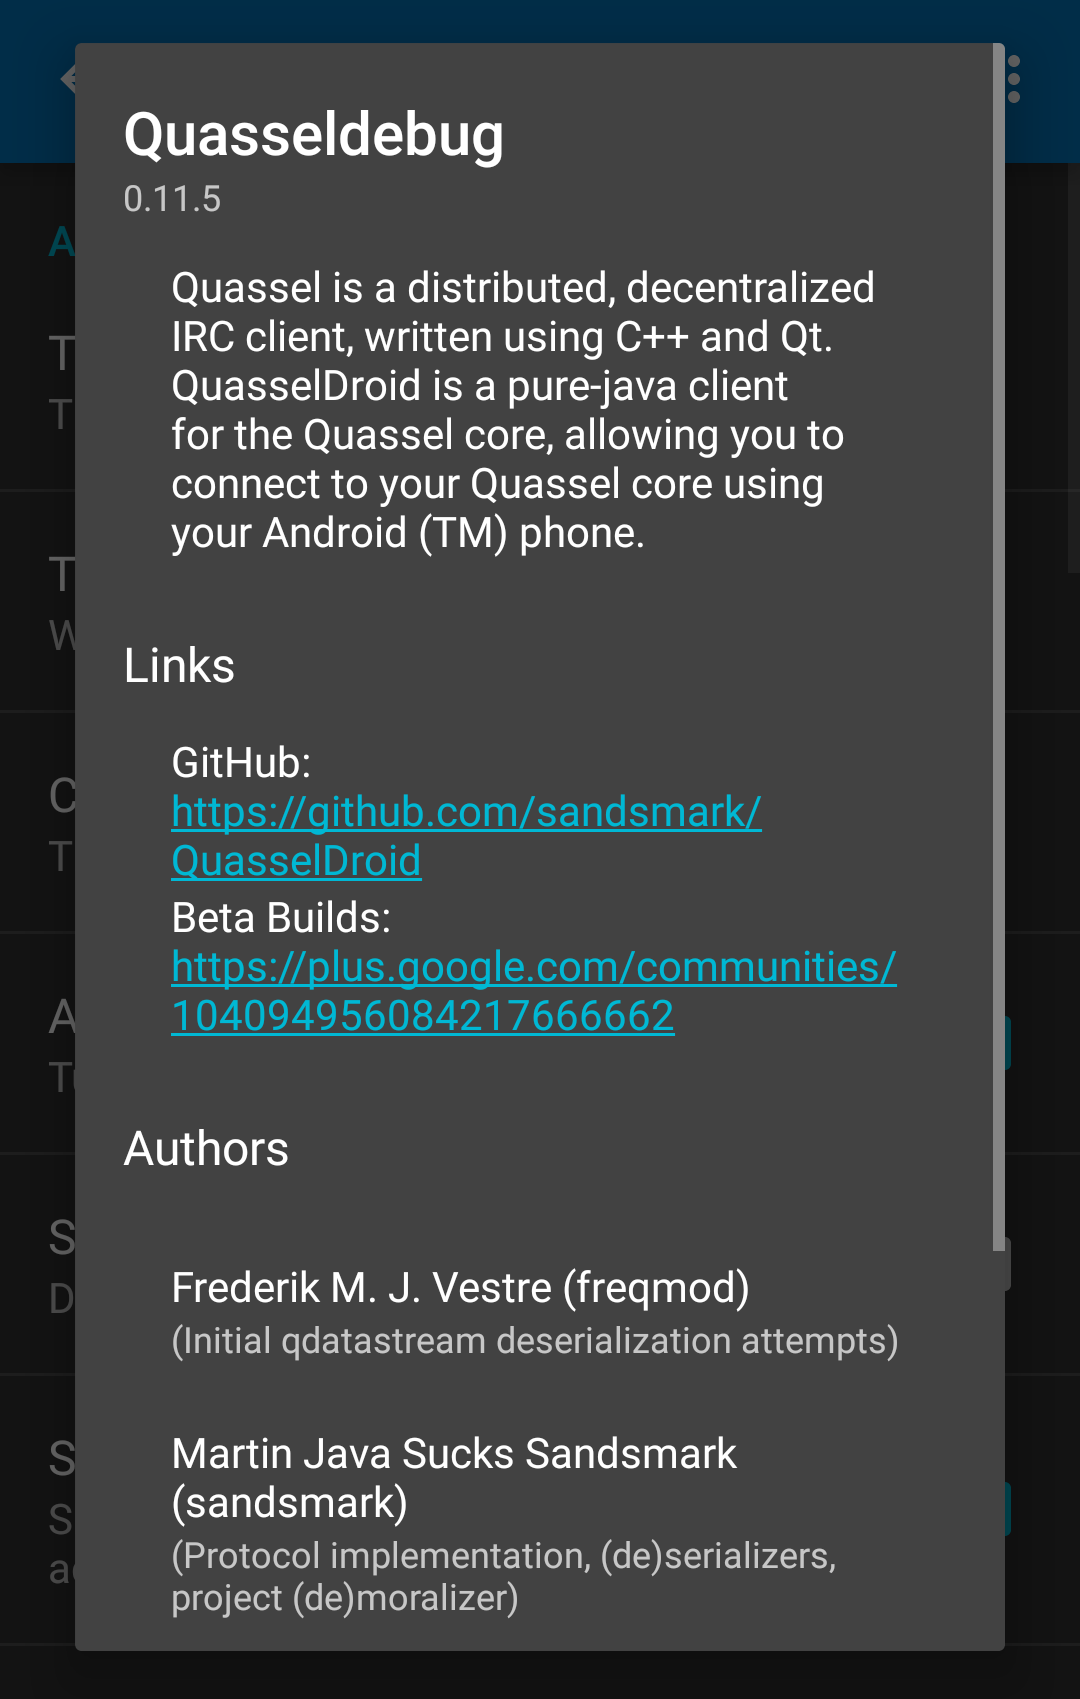 Quasseldebug
0.11.5
Quassel is a distributed, decentralized
IRC client, written using C++ and Qt.
QuasselDroid is a pure-java client
for the Quassel core, allowing you to
connect to your Quassel core using
your Android (TM) phone.
Links
GitHub:
https://github.com/sandsmark/
QuasselDroid
Beta Builds:
https://plus.google.com/communities/
104094956084217666662
Authors
Frederik M. J. Vestre (freqmod)
(Initial qdatastream deserialization attempts)
Martin Java Sucks Sandsmark
(sandsmark)
(Protocol implementation, (de)serializers,
project (de)moralizer)